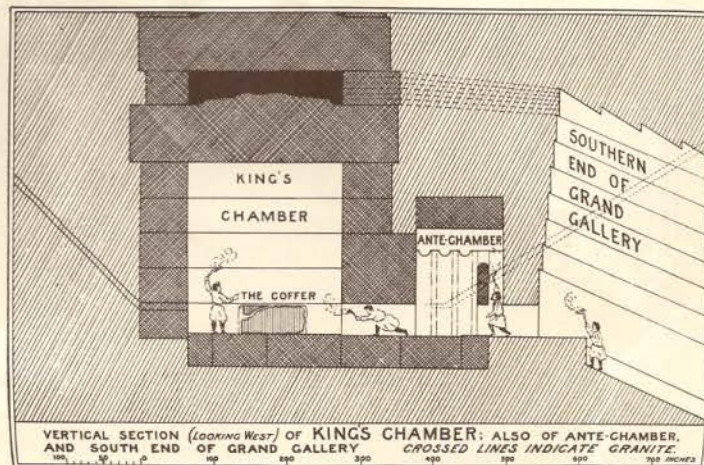 KING'S
CHAMBER
THE COFFER
ANTE-CHAMBER
SOUTHERN
END OF
GRAND
GALLERY
VERTICAL SECTION (LOOKING WEST) OF KING'S CHAMBER; ALSO OF ANTE-CHAMBER,
AND SOUTH END OF GRAND GALLERY CROSSED LINES INDICATE GRANITE.
100 50 0 100 200 300 400 500 600 700 INCHES